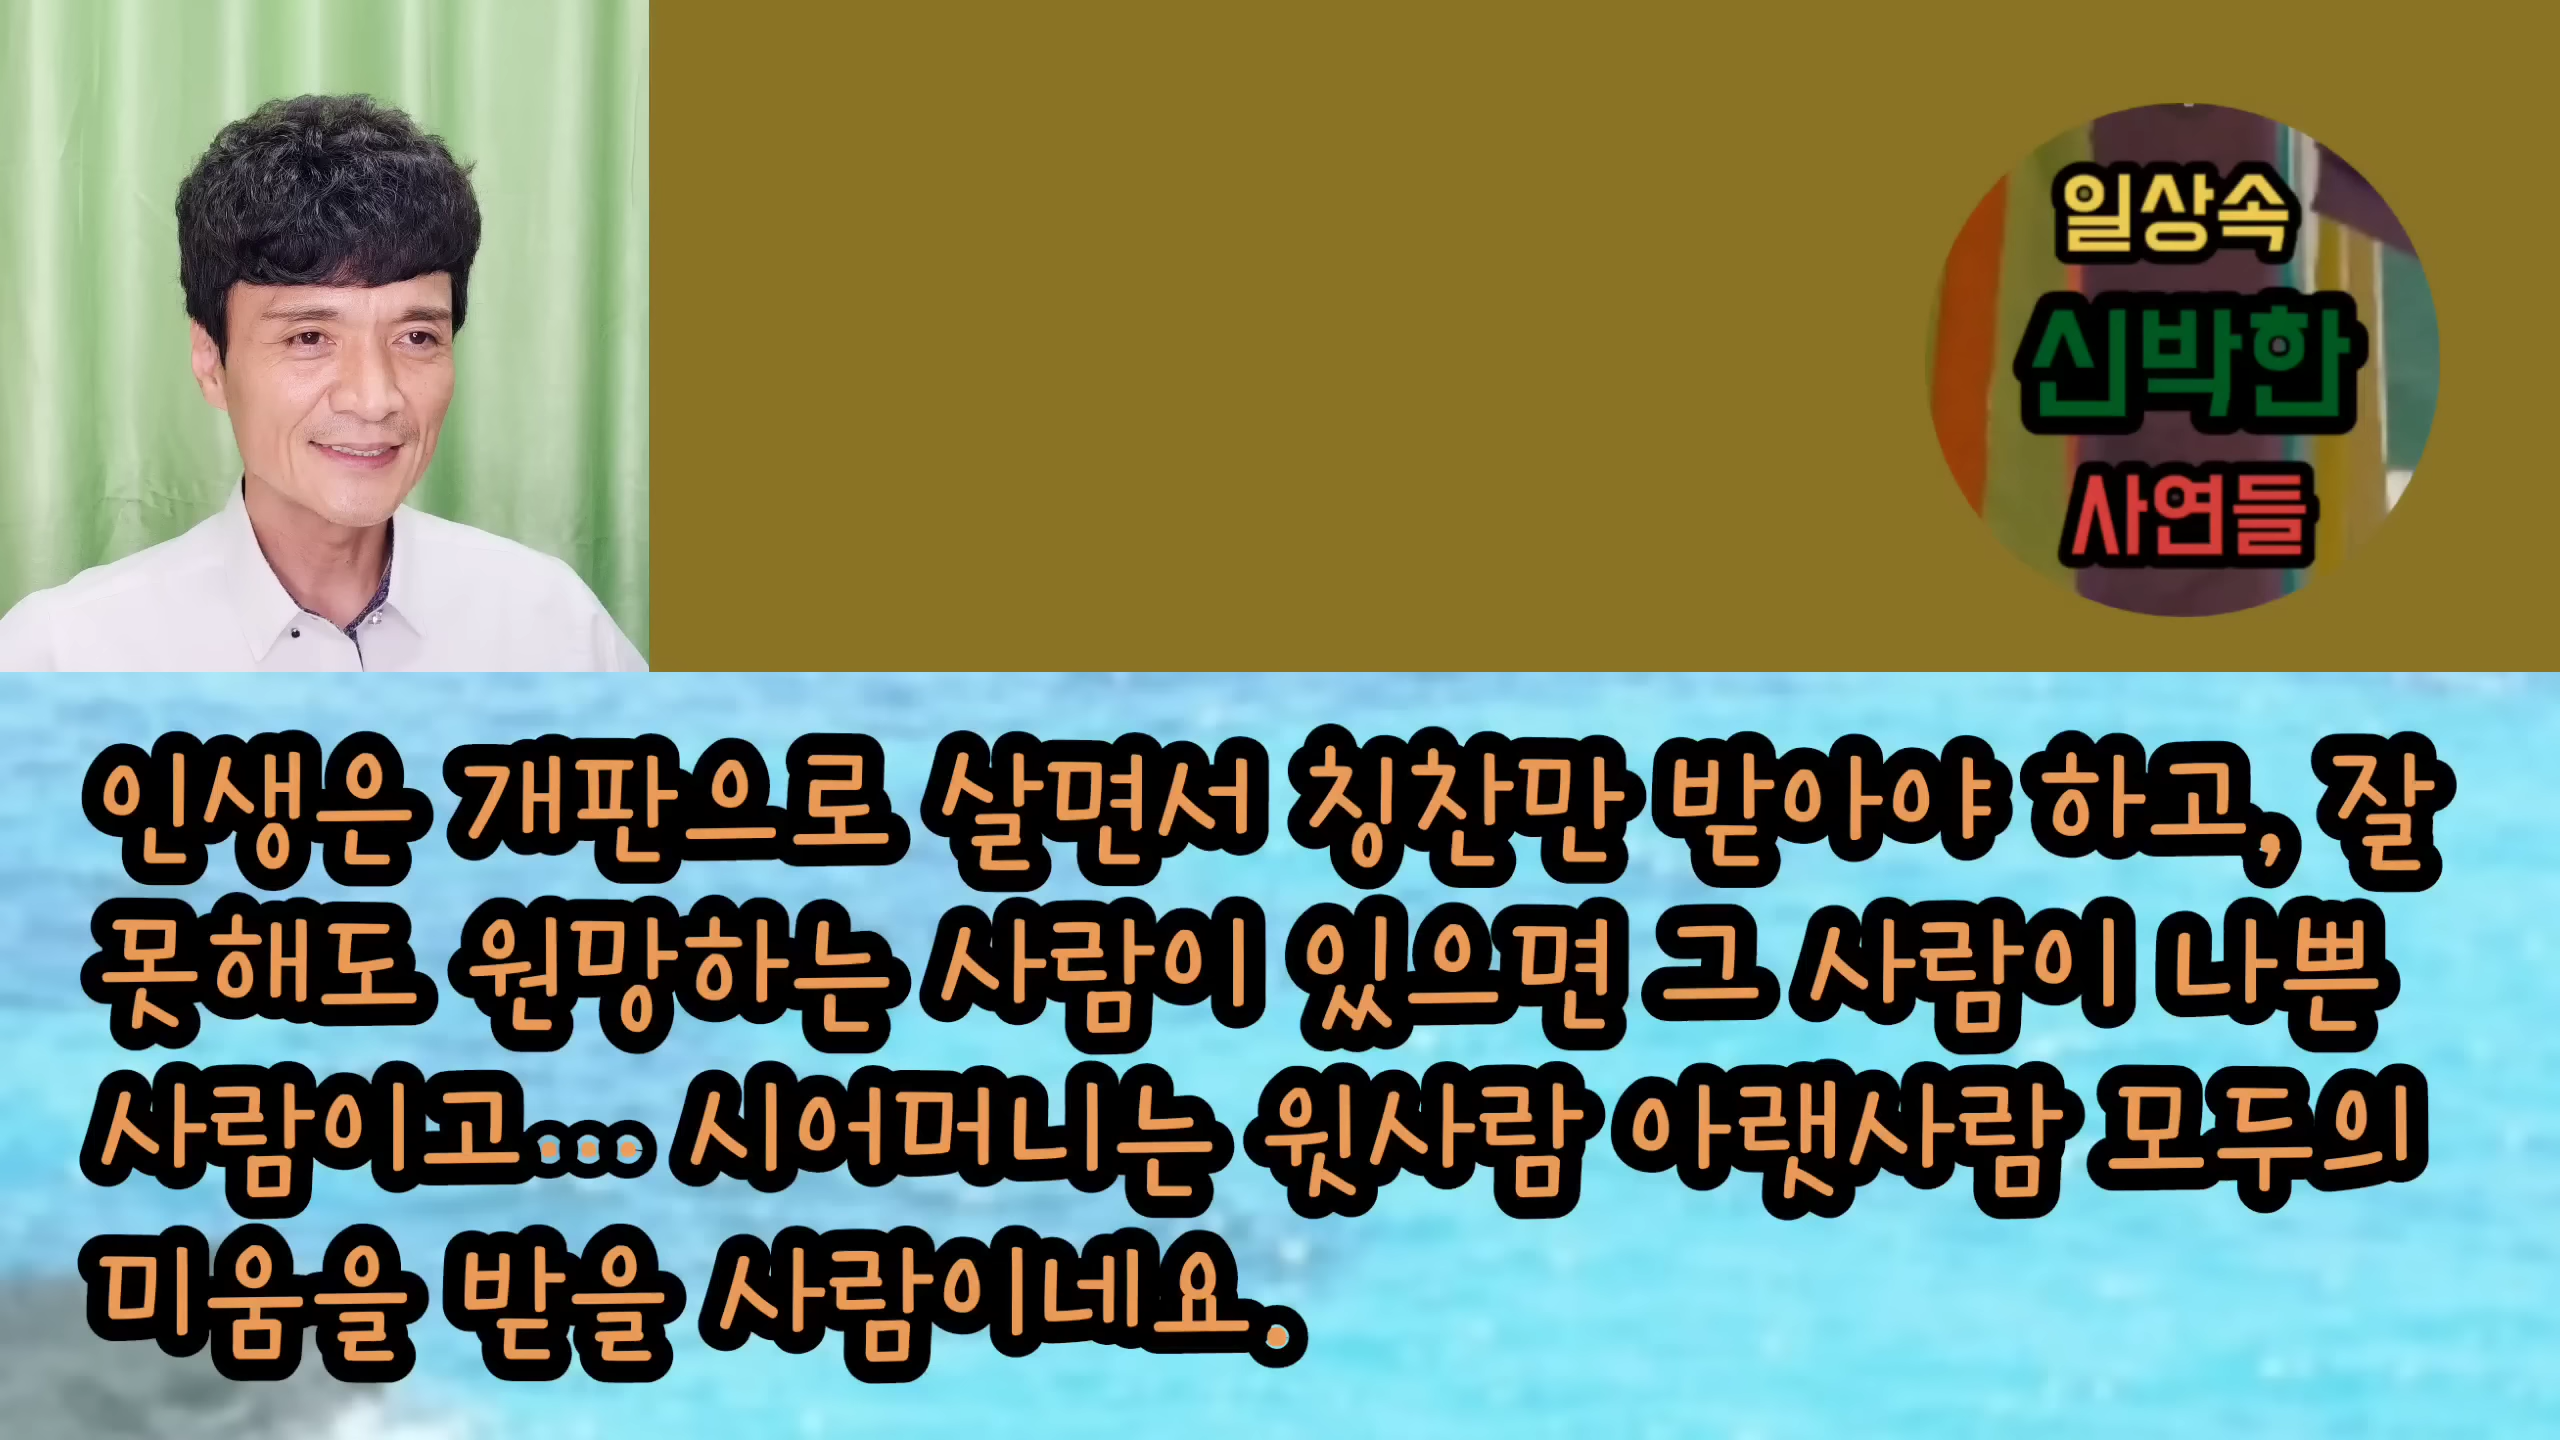 일상속
신박한
사연들
인생은 개판으로 살면서 칭찬만 받아야 하고, 잘
못해도 원망하는 사람이 있으면 그 사람이 나쁜
사람이고... 시어머니는 윗사람 아랫사람 모두의
미움을 받을 사람이네요.